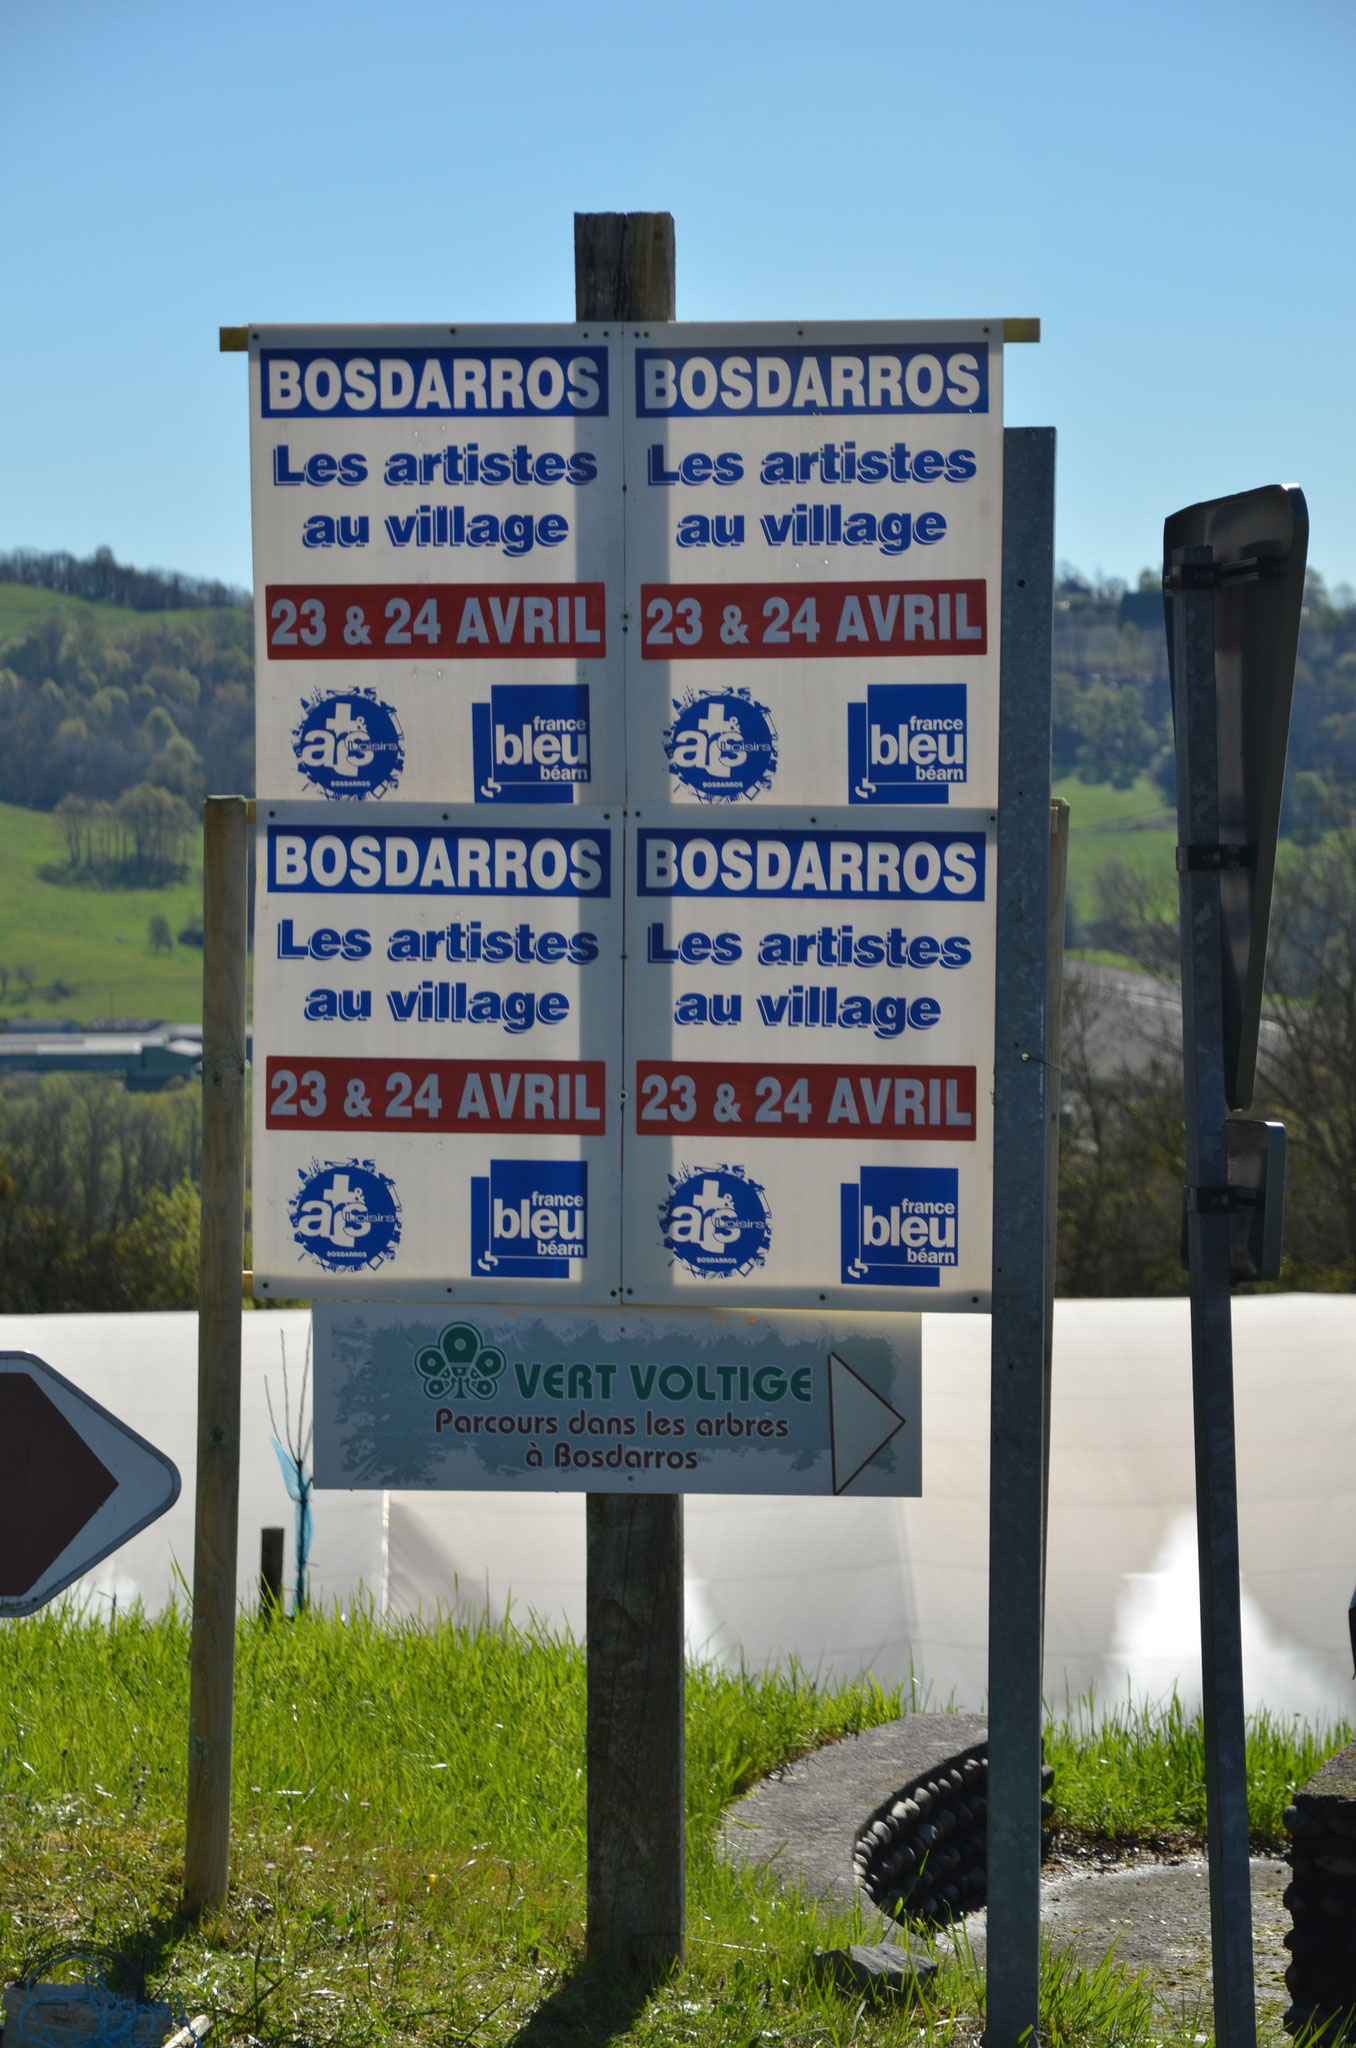 BOSDARROS
Les artistes
au village
23 & 24 AVRIL
art&s
Loisirs
BOSDARROS
france
bleu
béarn
BOSDARROS
Les artistes
au village
23 & 24 AVRIL
art&s
Loisirs
BOSDARROS
france
bleu
béarn
BOSDARROS
Les artistes
au village
23 & 24 AVRIL
art&s
Loisirs
BOSDARROS
france
bleu
béarn
BOSDARROS
Les artistes
au village
23 & 24 AVRIL
art&s
Loisirs
BOSDARROS
france
bleu
béarn
VERT VOLTIGE
Parcours dans les arbres
à Bosdarros